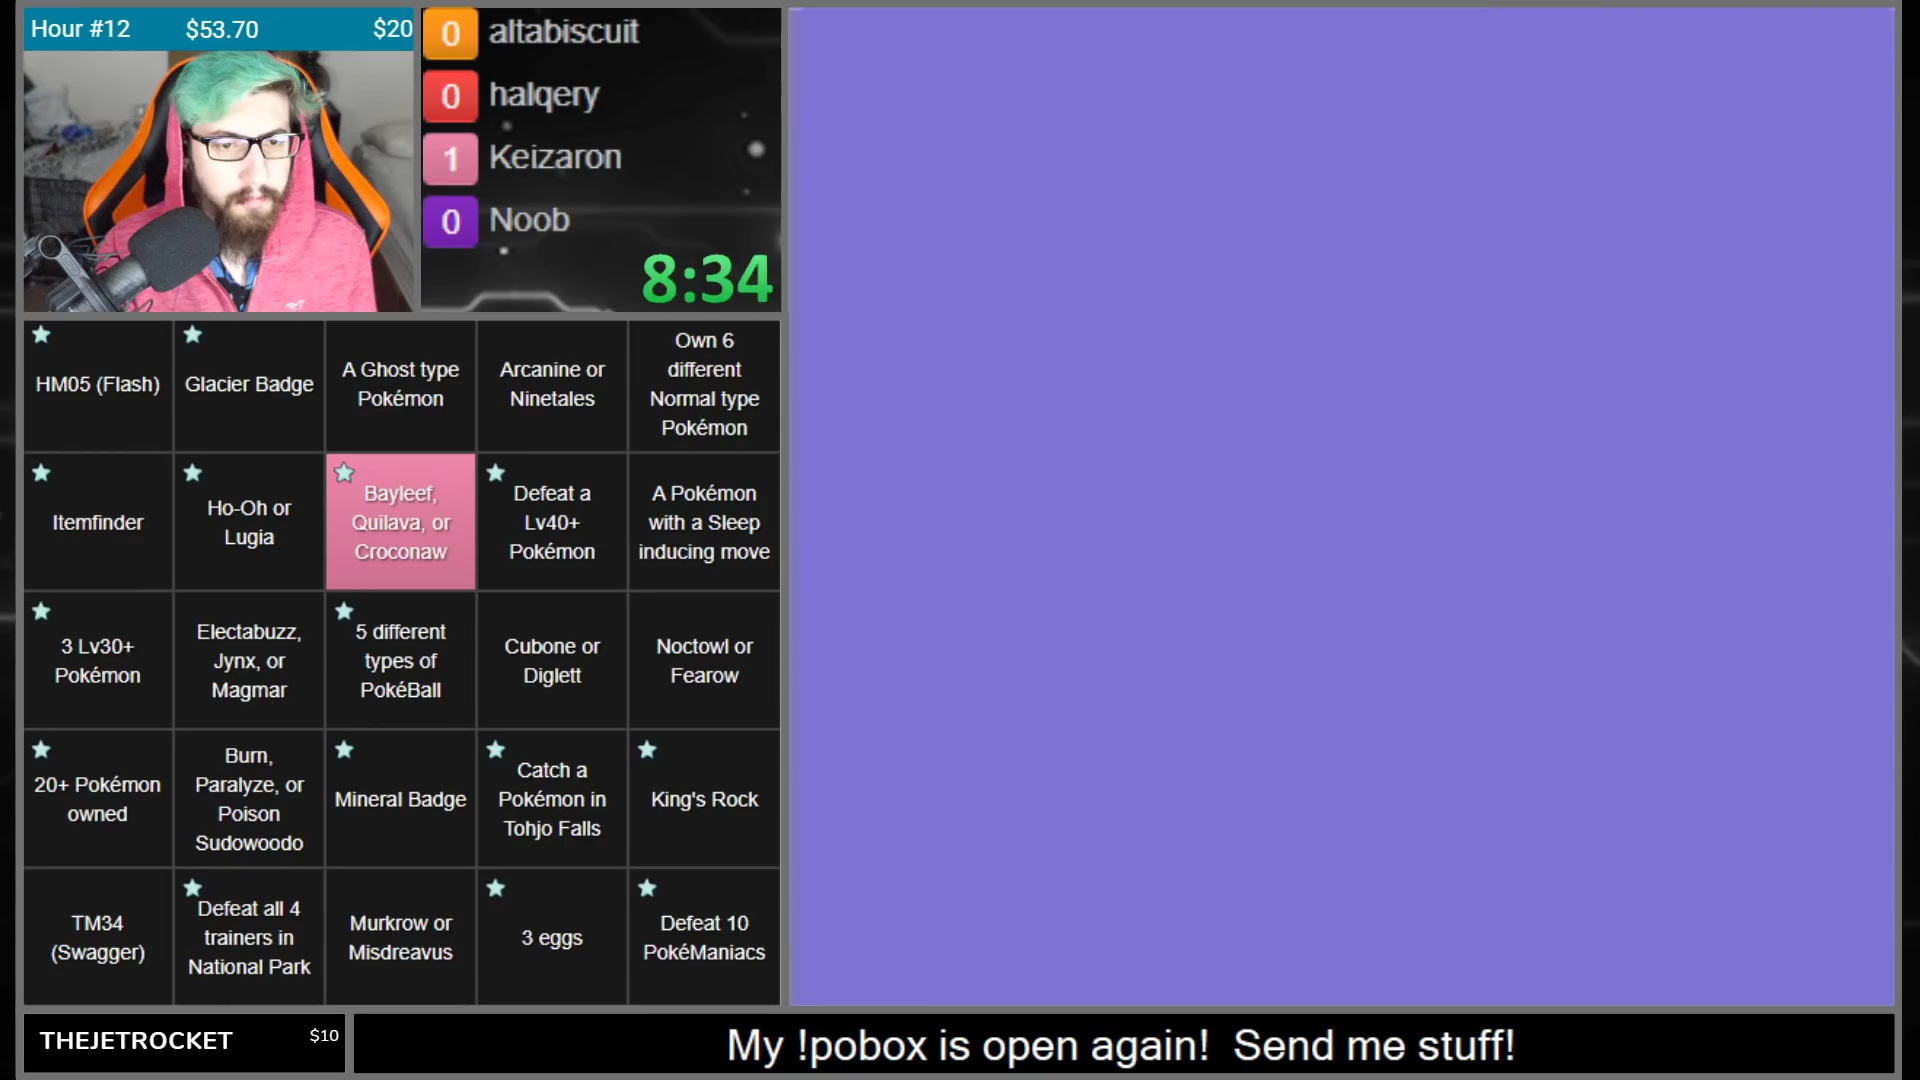 Hour #12 $53.70 $20
0 altabiscuit
0 halqery
1 Keizaron
0 Noob
8:34
HM05 (Flash)
Glacier Badge
A Ghost type
Pokémon
Arcanine or
Ninetales
Own 6
different
Normal type
Pokémon
Itemfinder
Ho-Oh or
Lugia
Bayleef,
Quilava, or
Croconaw
Defeat a
Lv40+
Pokémon
A Pokémon
with a Sleep
inducing move
3 Lv30+
Pokémon
Electabuzz,
Jynx, or
Magmar
5 different
types of
PokéBall
Cubone or
Diglett
Noctowl or
Fearow
20+ Pokémon
owned
Burn,
Paralyze, or
Poison
Sudowoodo
Mineral Badge
Catch a
Pokémon in
Tohjo Falls
King's Rock
TM34
(Swagger)
Defeat all 4
trainers in
National Park
Murkrow or
Misdreavus
3 eggs
Defeat 10
PokéManiacs
THEJETROCKET $10
My !pobox is open again! Send me stuff!